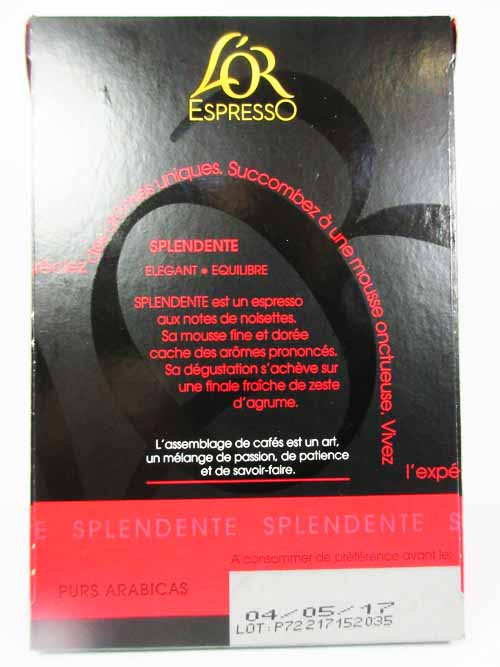 L'OR
ESPRESSO
des arômes uniques. Succombez à une mousse onctueuse. Vivez
l'expé
SPLENDENTE
ELEGANT • EQUILIBRE
SPLENDENTE est un espresso
aux notes de noisettes.
Sa mousse fine et dorée
cache des arômes prononcés.
Sa dégustation s'achève sur
une finale fraîche de zeste
d'agrume.
L'assemblage de cafés est un art,
un mélange de passion, de patience
et de savoir-faire.
E SPLENDENTE SPLENDENTE S
A consommer de préférence avant le:
PURS ARABICAS
04/05/17
LOT:P72217152035